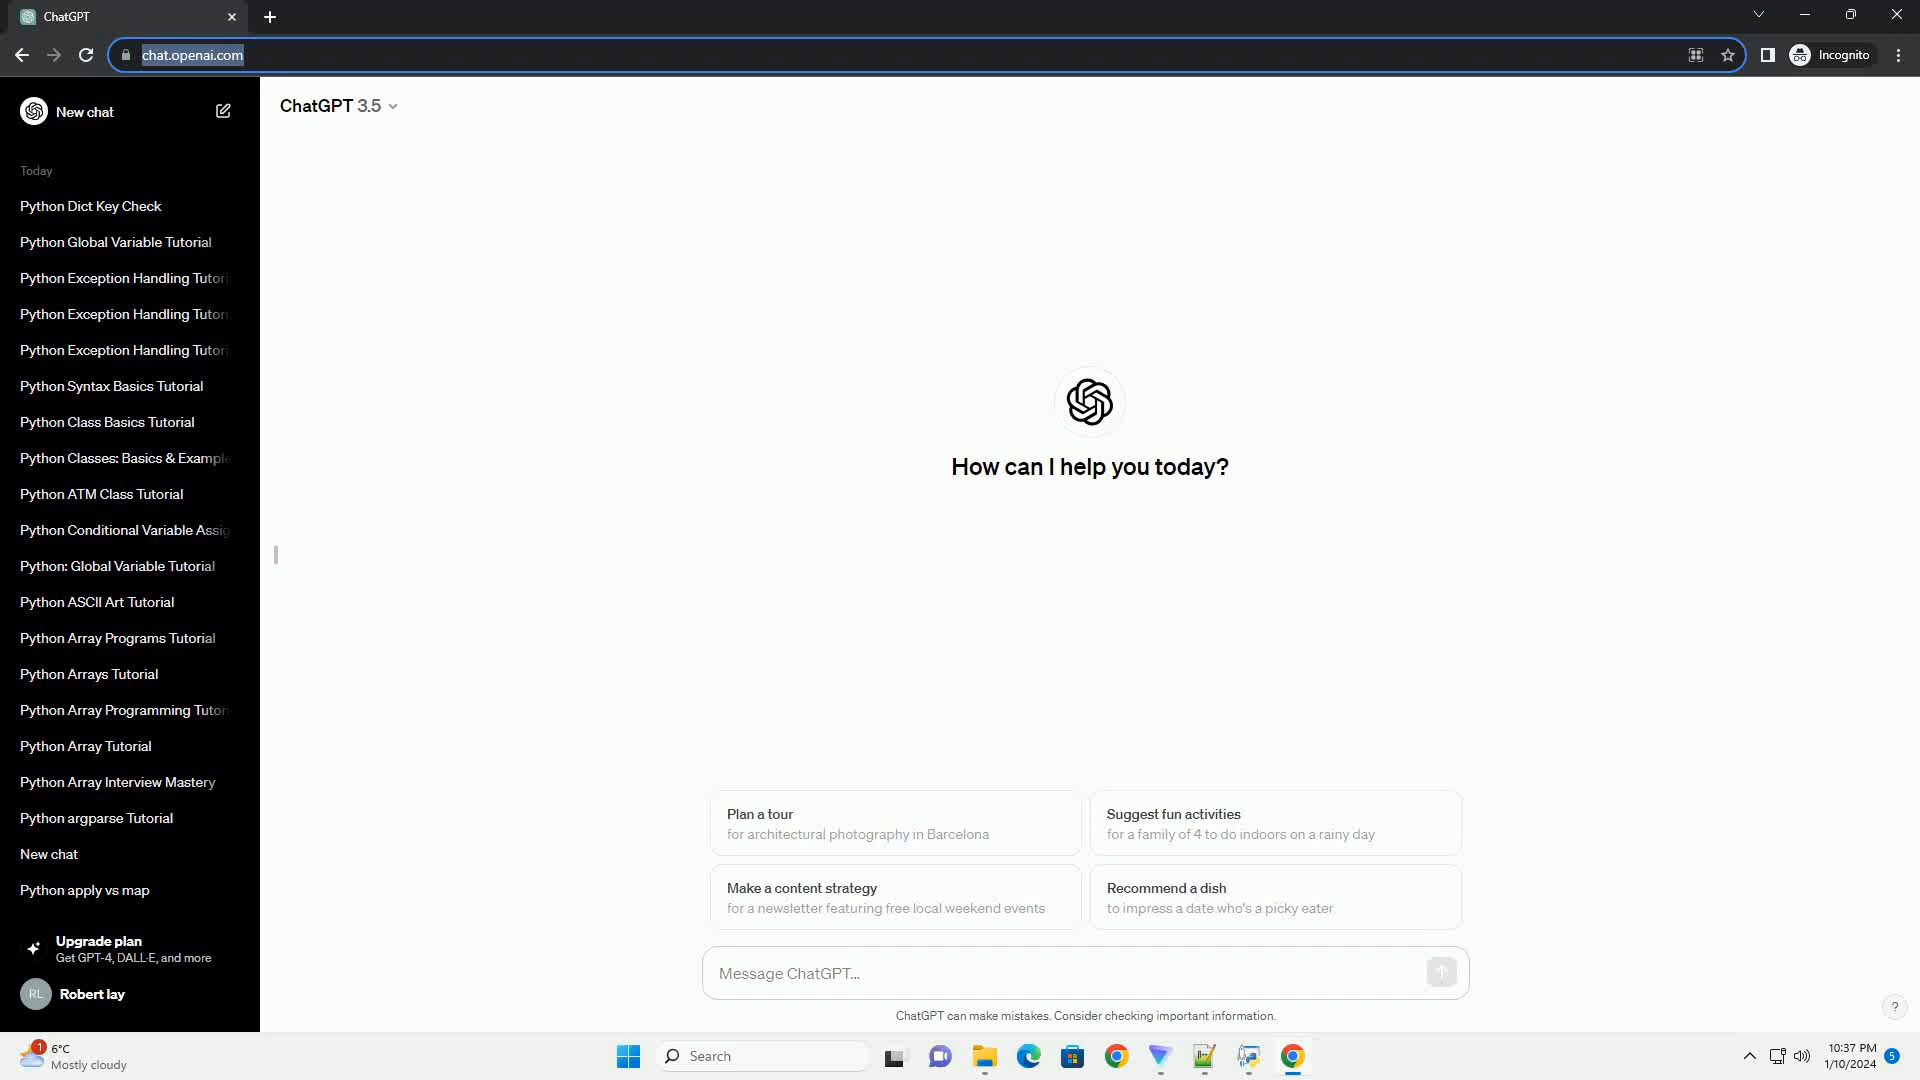 ChatGPT
chat.openai.com
Incognito
New chat
ChatGPT 3.5
Today
Python Dict Key Check
Python Global Variable Tutorial
Python Exception Handling Tutori
Python Exception Handling Tutori
Python Exception Handling Tutori
Python Syntax Basics Tutorial
Python Class Basics Tutorial
Python Classes: Basics & Example
Python ATM Class Tutorial
Python Conditional Variable Assig
Python: Global Variable Tutorial
Python ASCII Art Tutorial
Python Array Programs Tutorial
Python Arrays Tutorial
Python Array Programming Tutori
Python Array Tutorial
Python Array Interview Mastery
Python argparse Tutorial
New chat
Python apply vs map
Upgrade plan
Get GPT-4, DALL·E, and more
RL
Robert lay
How can I help you today?
Plan a tour
for architectural photography in Barcelona
Suggest fun activities
for a family of 4 to do indoors on a rainy day
Make a content strategy
for a newsletter featuring free local weekend events
Recommend a dish
to impress a date who's a picky eater
Message ChatGPT...
ChatGPT can make mistakes. Consider checking important information.
?
1
6°C
Mostly cloudy
Search
10:37 PM
1/10/2024
5